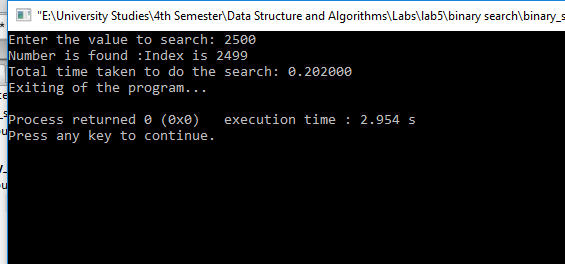 "E:\University Studies\4th Semester\Data Structure and Algorithms\Labs\lab5\binary search\binary_s
Enter the value to search: 2500
Number is found :Index is 2499
Total time taken to do the search: 0.202000
Exiting of the program...
Process returned 0 (0x0)   execution time : 2.954 s
Press any key to continue.